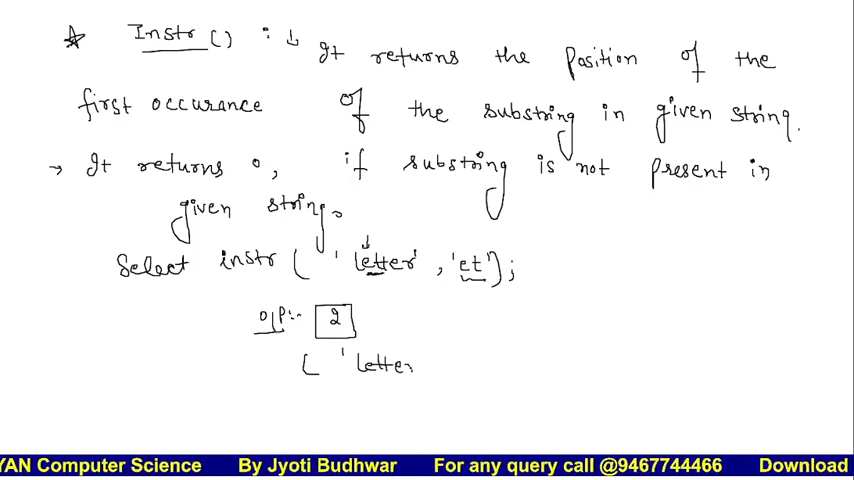 ☆ Instr () :↓ It returns the Position of the
first occurance of the substring in given string.
→ It returns 0, if substring is not present in
given string.
Select instr ( 'letter', 'et');
o/p:- 2
( 'letter
YAN Computer Science By Jyoti Budhwar For any query call @9467744466 Download